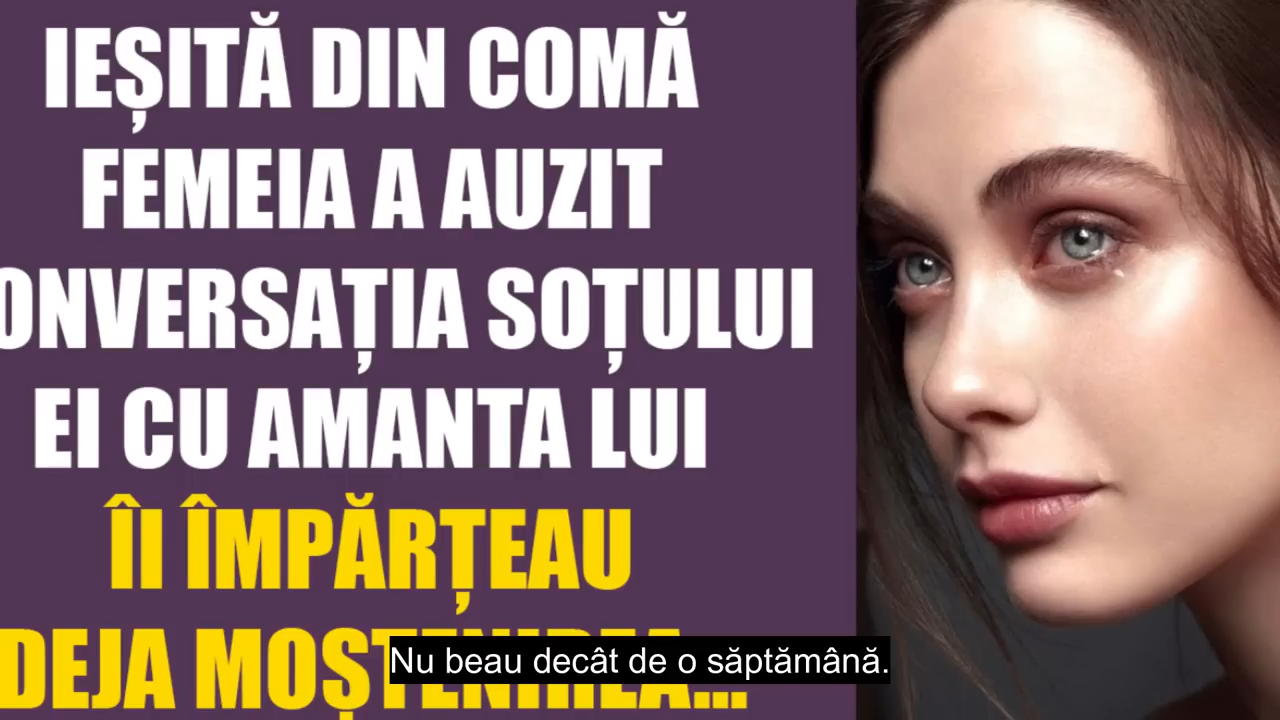 IEȘITĂ DIN COMĂ
FEMEIA A AUZIT
ONVERSAȚIA SOȚULUI
EI CU AMANTA LUI
ÎI ÎMPĂRȚEAU
DEJA MOȘTENIREA...
Nu beau decât de o săptămână.